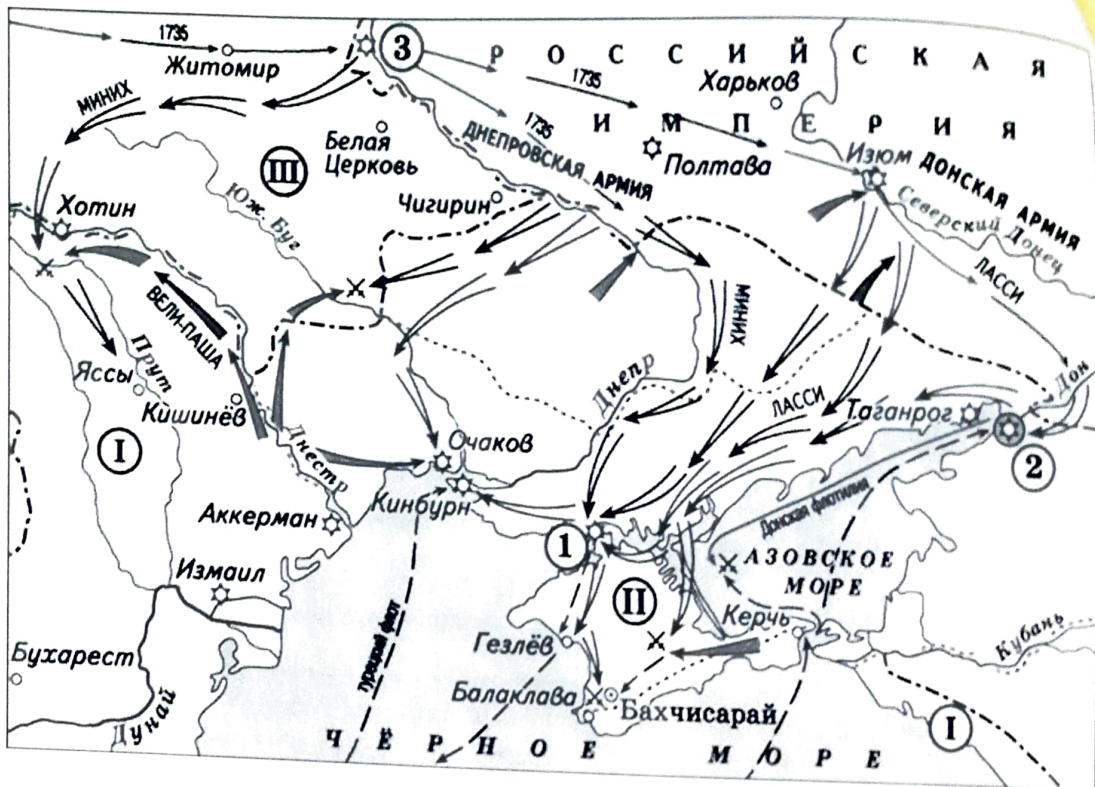 1735
Житомир
3
РОССИЙСКАЯ
ИМПЕРИЯ
1735
Харьков
МИНИХ
Белая
Церковь
1735
ДНЕПРОВСКАЯ АРМИЯ
Полтава
Изюм
ДОНСКАЯ АРМИЯ
III
Юж. Буг
Чигирин
Северский Донец
Хотин
ЛАССИ
ВЕЛИ-ПАША
МИНИХ
Прут
Яссы
Кишинёв
Днепр
ЛАССИ
Таганрог
Дон
I
Днестр
Очаков
2
Кинбурн
Донская флотилия
Аккерман
1
АЗОВСКОЕ
МОРЕ
Измаил
II
Керчь
Кубань
Гезлёв
Турецкий флот
Бухарест
Балаклава
Бахчисарай
Дунай
I
ЧЁРНОЕ МОРЕ